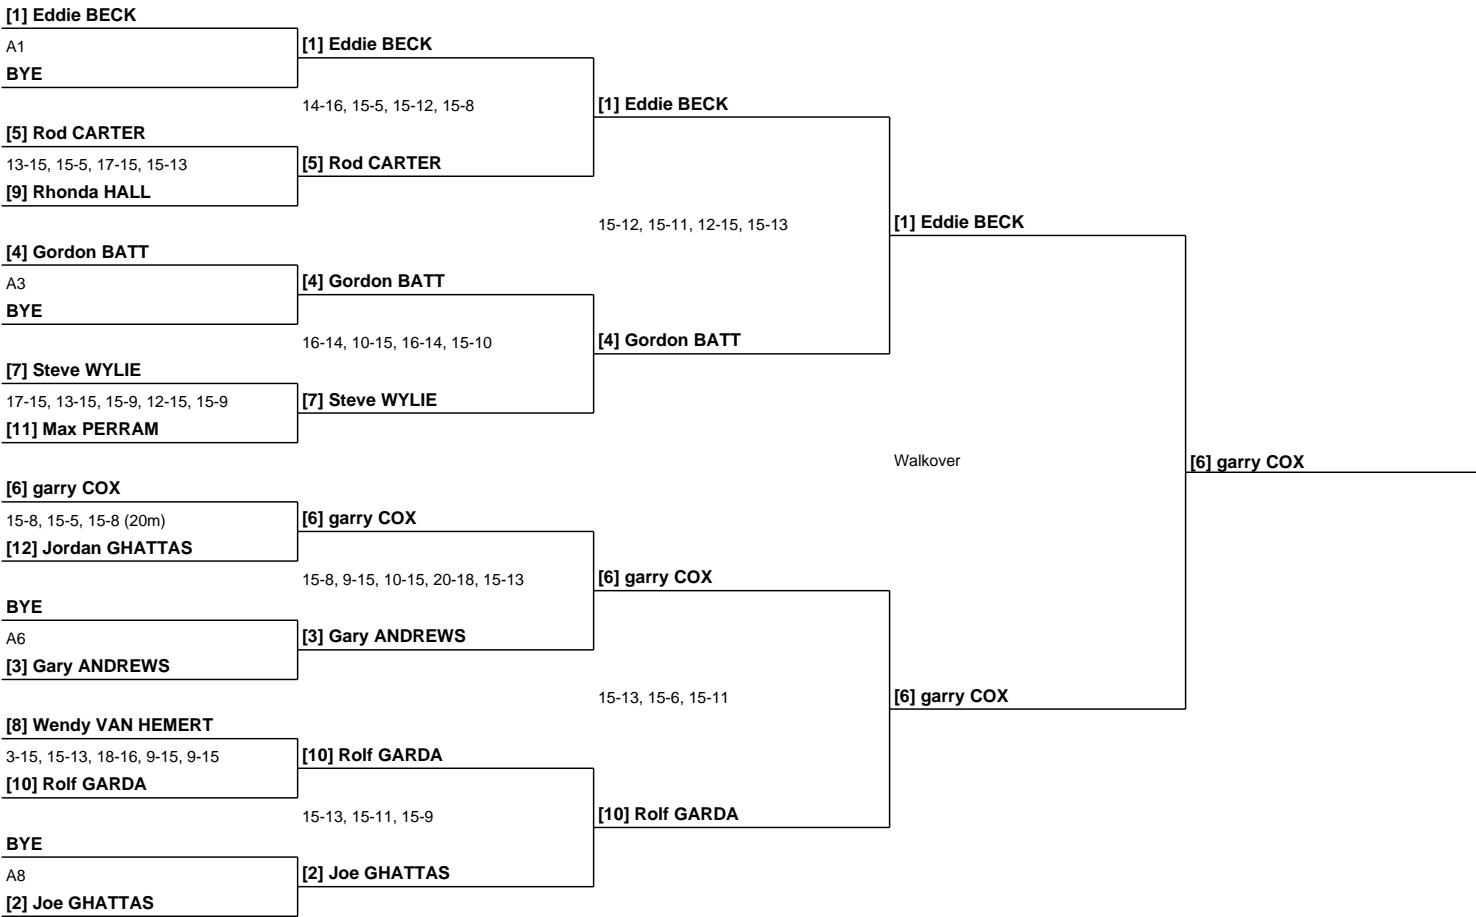 [1] Eddie BECK
A1
BYE
[5] Rod CARTER
13-15, 15-5, 17-15, 15-13
[9] Rhonda HALL
[4] Gordon BATT
A3
BYE
[7] Steve WYLIE
17-15, 13-15, 15-9, 12-15, 15-9
[11] Max PERRAM
[6] garry COX
15-8, 15-5, 15-8 (20m)
[12] Jordan GHATTAS
BYE
A6
[3] Gary ANDREWS
[8] Wendy VAN HEMERT
3-15, 15-13, 18-16, 9-15, 9-15
[10] Rolf GARDA
BYE
A8
[2] Joe GHATTAS
[1] Eddie BECK
14-16, 15-5, 15-12, 15-8
[5] Rod CARTER
[4] Gordon BATT
16-14, 10-15, 16-14, 15-10
[7] Steve WYLIE
[6] garry COX
15-8, 9-15, 10-15, 20-18, 15-13
[3] Gary ANDREWS
[10] Rolf GARDA
15-13, 15-11, 15-9
[2] Joe GHATTAS
[1] Eddie BECK
15-12, 15-11, 12-15, 15-13
[4] Gordon BATT
[6] garry COX
15-13, 15-6, 15-11
[10] Rolf GARDA
[1] Eddie BECK
Walkover
[6] garry COX
[6] garry COX